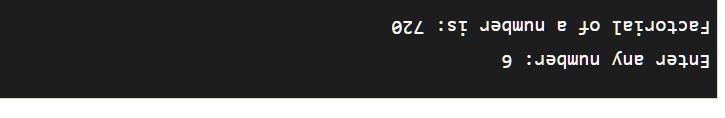 Enter any number: 6
Factorial of a number is: 720